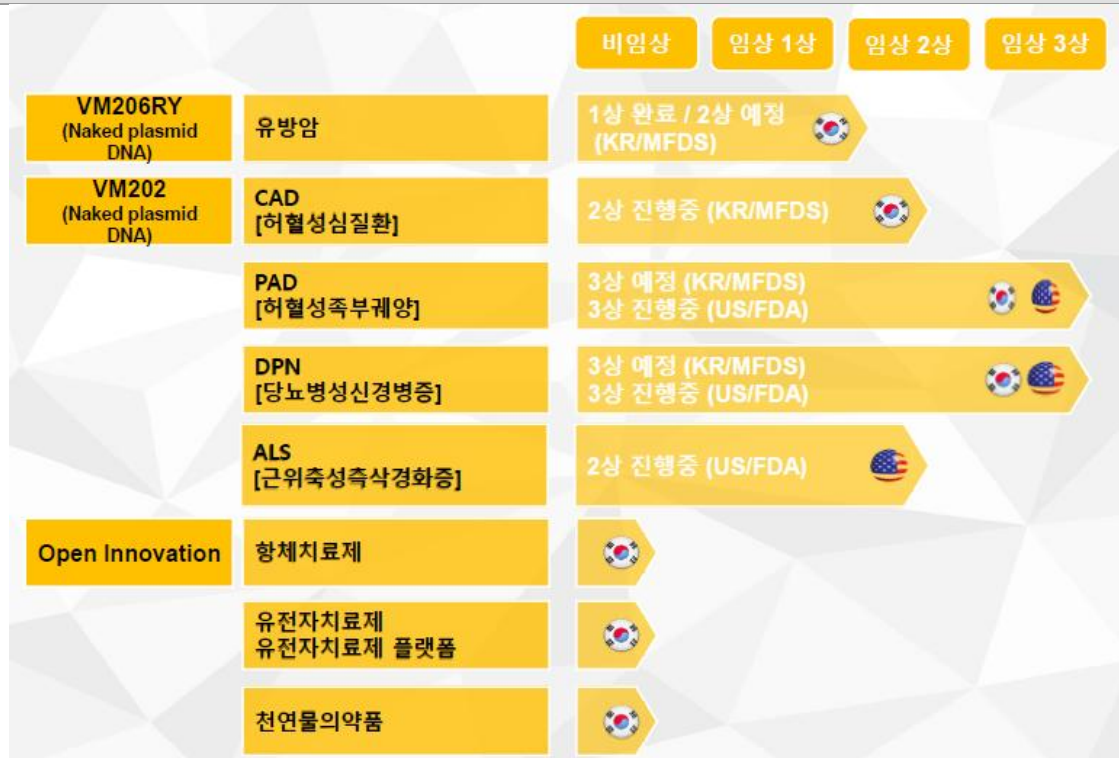 비임상 임상 1상 임상 2상 임상 3상
VM206RY
(Naked plasmid
DNA)
유방암
1상 완료 / 2상 예정
(KR/MFDS)
VM202
(Naked plasmid
DNA)
CAD
[허혈성심질환]
2상 진행중 (KR/MFDS)
PAD
[허혈성족부궤양]
3상 예정 (KR/MFDS)
3상 진행중 (US/FDA)
DPN
[당뇨병성신경병증]
3상 예정 (KR/MFDS)
3상 진행중 (US/FDA)
ALS
[근위축성측삭경화증]
2상 진행중 (US/FDA)
Open Innovation
항체치료제
유전자치료제
유전자치료제 플랫폼
천연물의약품